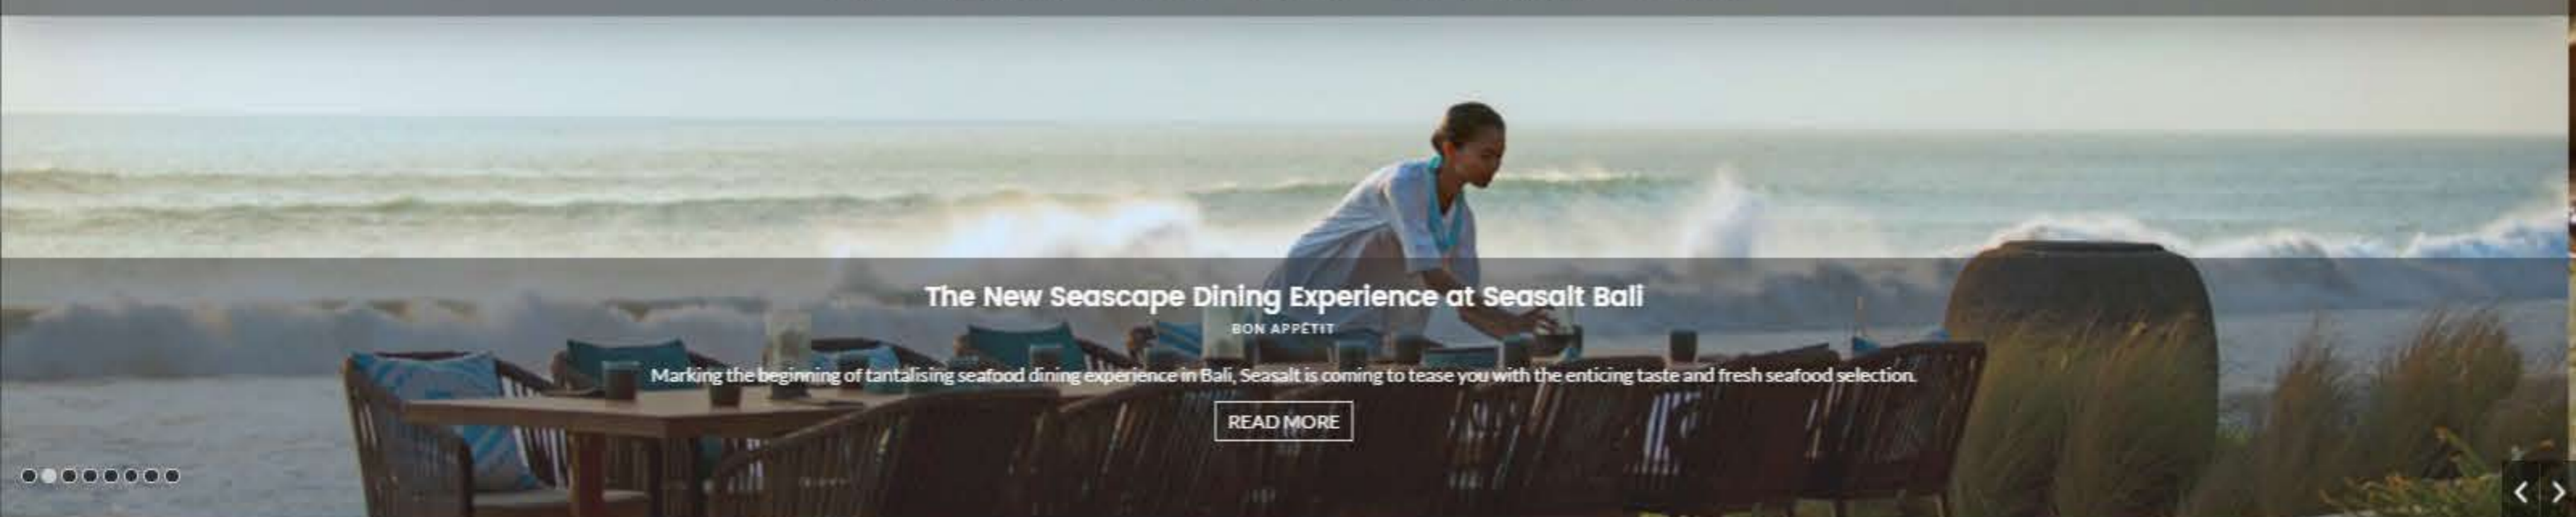 The New Seascape Dining Experience at Seasalt Bali
BON APPÉTIT
Marking the beginning of tantalising seafood dining experience in Bali, Seasalt is coming to tease you with the enticing taste and fresh seafood selection.
READ MORE